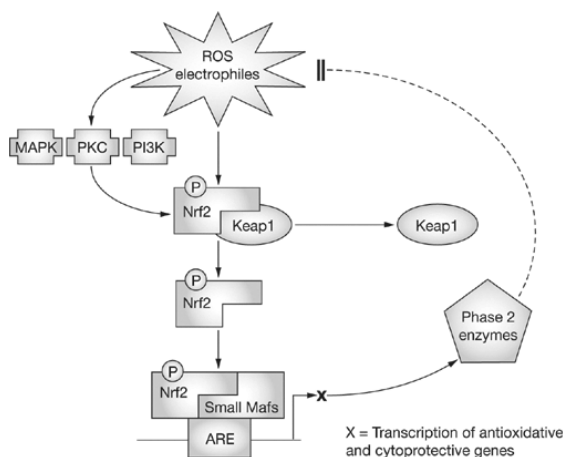 ROS
electrophiles
MAPK
PKC
PI3K
P
Nrf2
Keap1
Keap1
P
Nrf2
Phase 2
enzymes
P
Nrf2
Small Mafs
X
ARE
X = Transcription of antioxidative
and cytoprotective genes